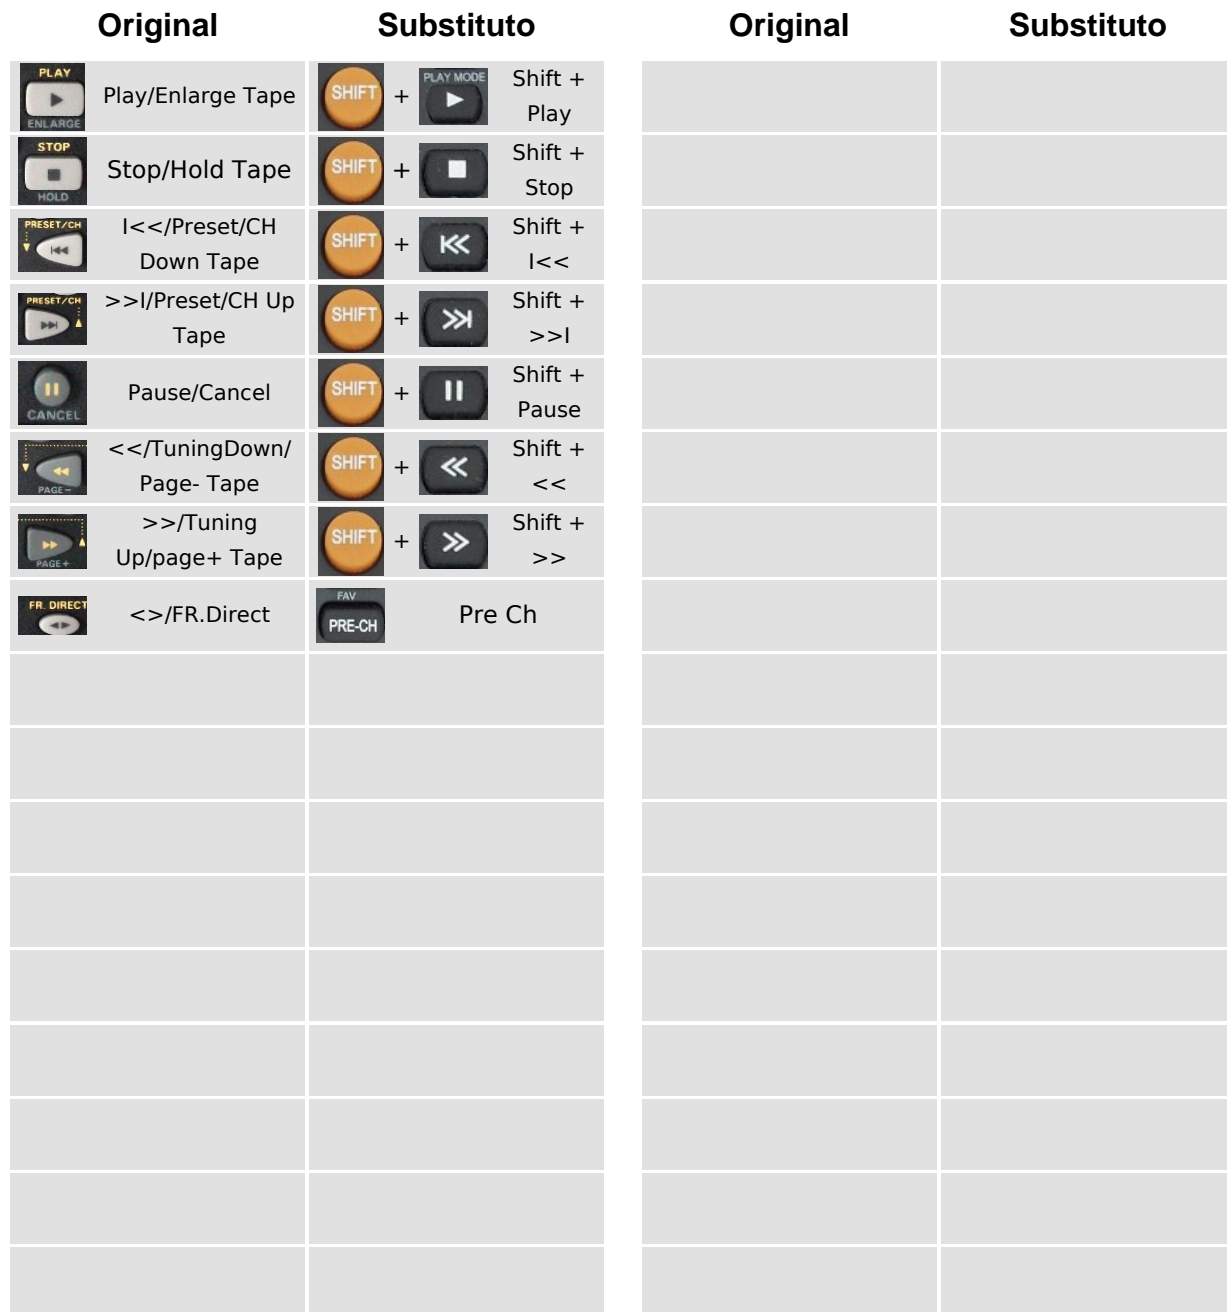 Original Substituto Original Substituto
PLAY
ENLARGE
Play/Enlarge Tape
SHIFT + PLAY MODE
Shift +
Play
STOP
HOLD
Stop/Hold Tape
SHIFT +
Shift +
Stop
PRESET/CH
I<</Preset/CH
Down Tape
SHIFT +
Shift +
I<<
PRESET/CH
>>I/Preset/CH Up
Tape
SHIFT +
Shift +
>>I
CANCEL
Pause/Cancel
SHIFT +
Shift +
Pause
PAGE-
<</TuningDown/
Page- Tape
SHIFT +
Shift +
<<
PAGE+
>>/Tuning
Up/page+ Tape
SHIFT +
Shift +
>>
FR. DIRECT
<>/FR.Direct
FAV
PRE-CH
Pre Ch